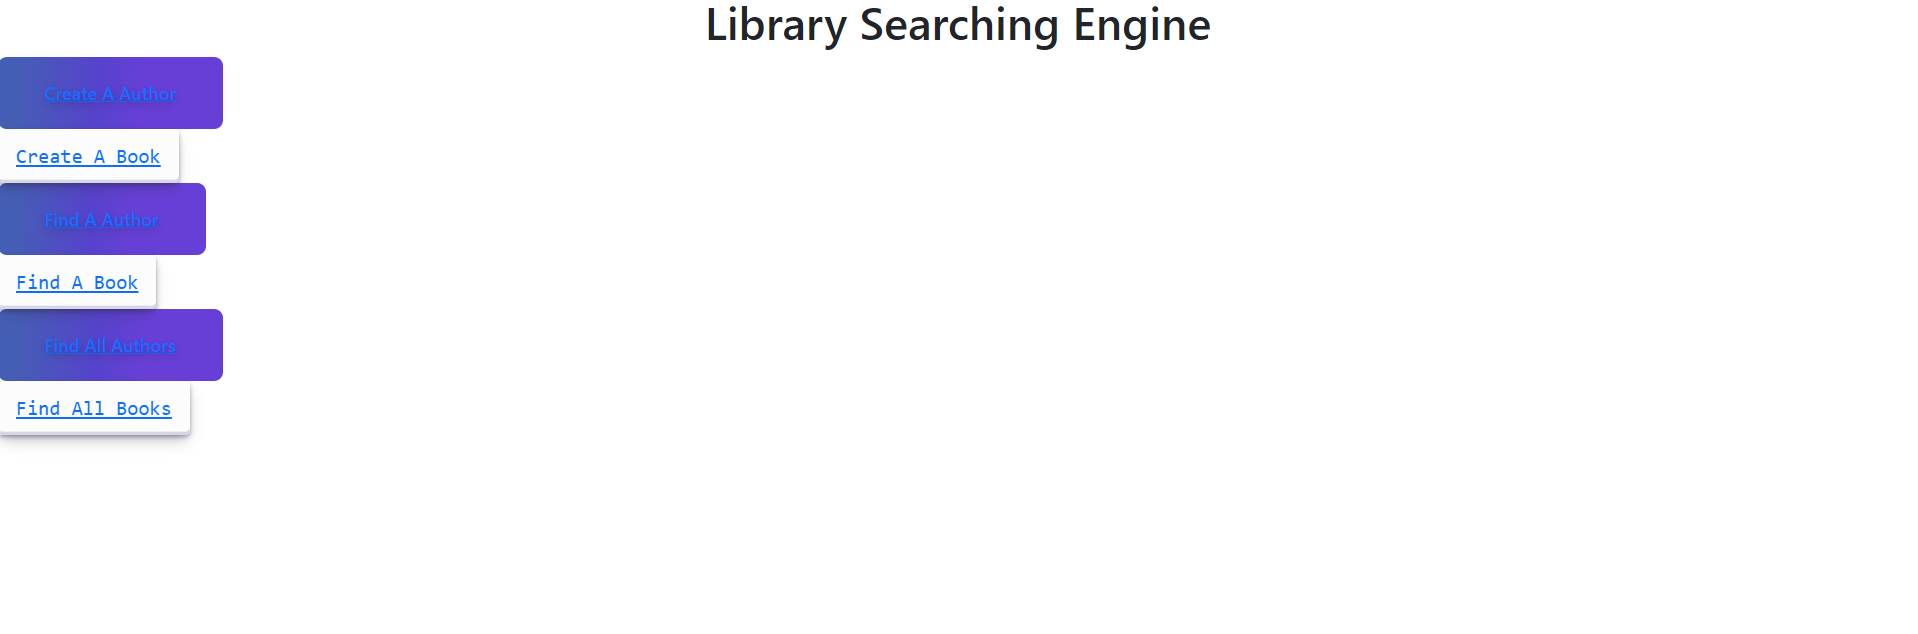 Library Searching Engine
Create A Author
Create A Book
Find A Author
Find A Book
Find All Authors
Find All Books